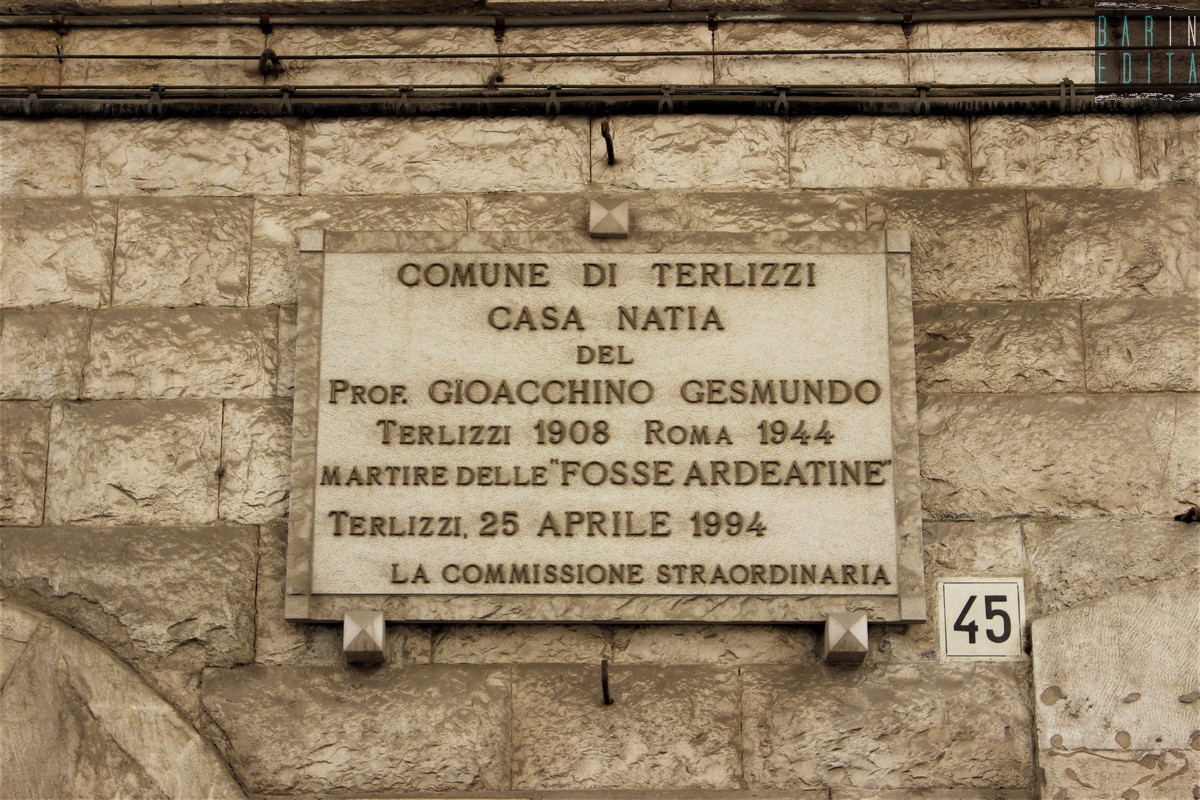 BARIN
EDITA
COMUNE DI TERLIZZI
CASA NATIA
DEL
PROF. GIOACCHINO GESMUNDO
TERLIZZI 1908 ROMA 1944
MARTIRE DELLE "FOSSE ARDEATINE"
TERLIZZI, 25 APRILE 1994
LA COMMISSIONE STRAORDINARIA
45